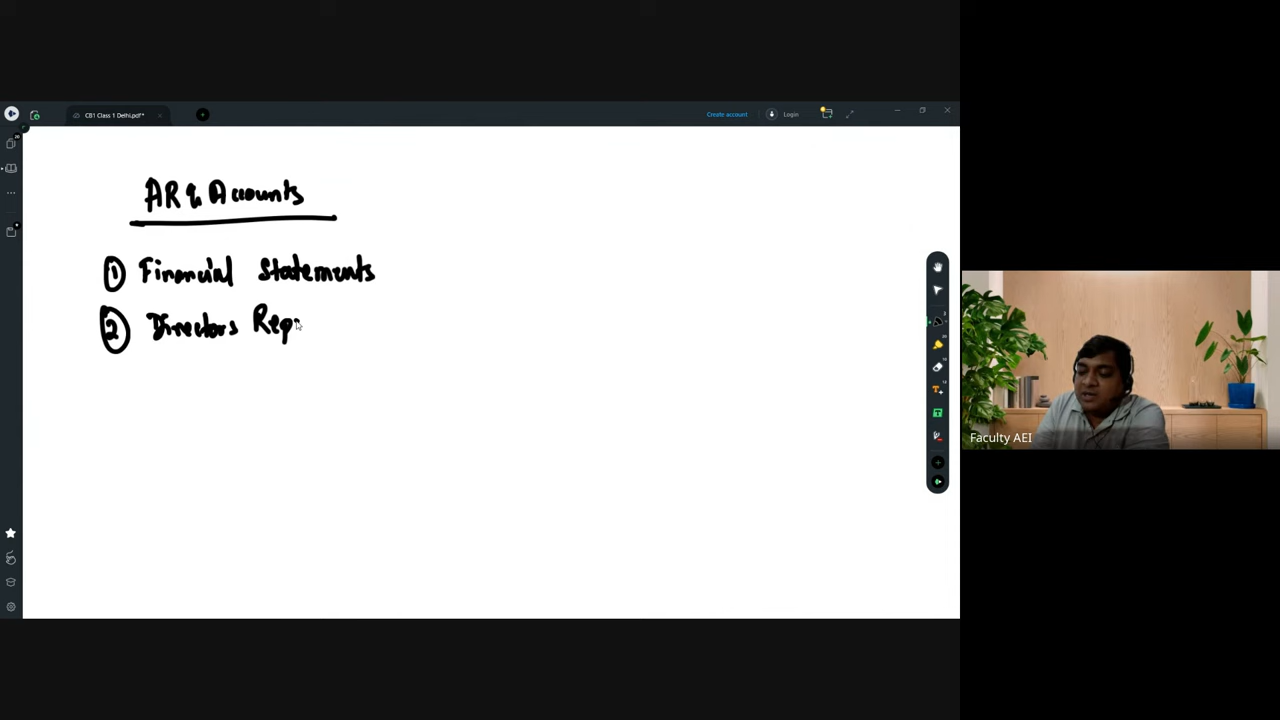 CB1 Class 1 Delhi.pdf*
Create account
Login
AR & Accounts
① Financial Statements
② Directors Rep
Faculty AEI